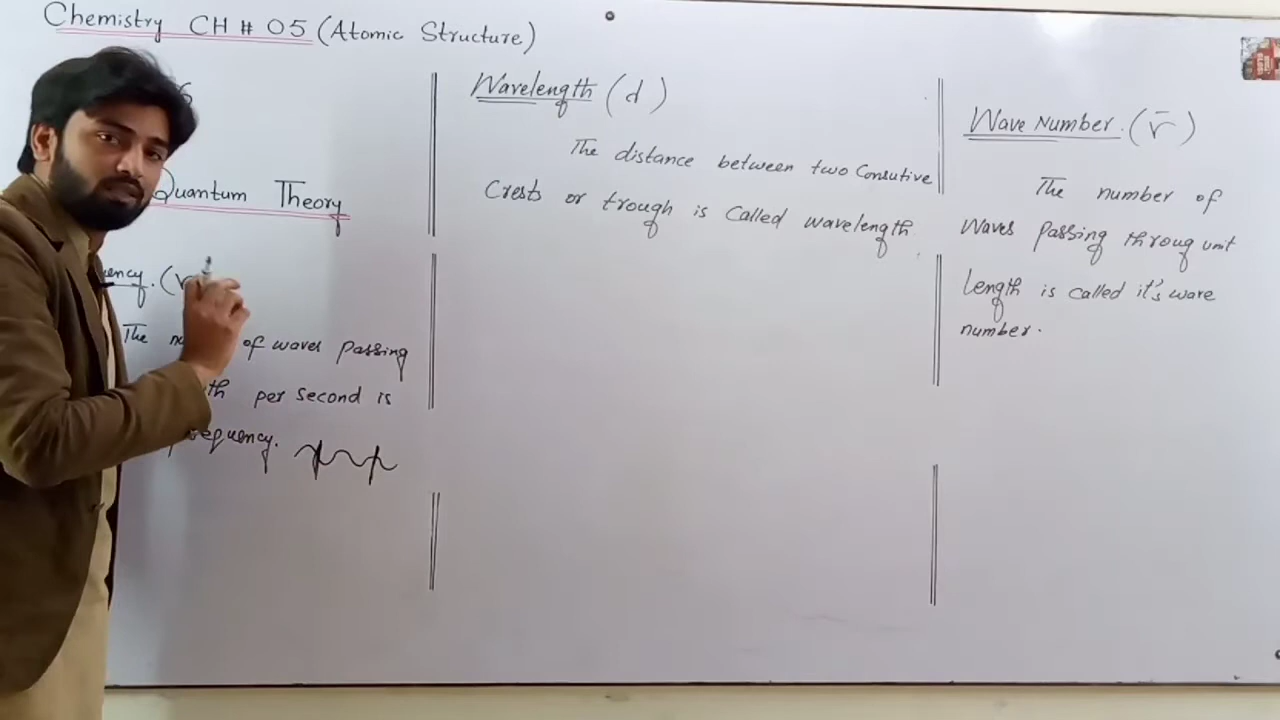 Chemistry CH # 05 (Atomic Structure)
Quantum Theory
The of waves Passing
per second is
Wavelength (d)
The distance between two Consutive
Crests or trough is Called wavelength
Wave Number. (v̅)
The number of
Waves Passing throug unit
Length is called it's wave
number.